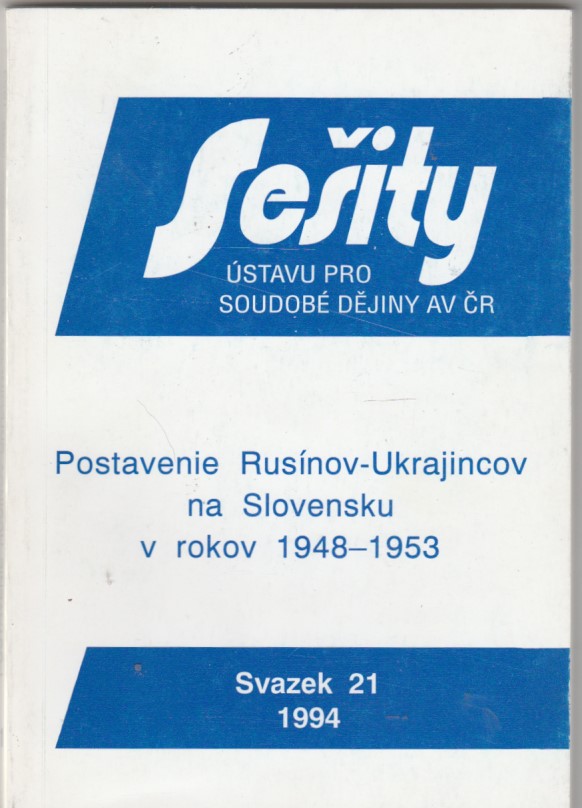 Sešity
ÚSTAVU PRO
SOUDOBÉ DĚJINY AV ČR
Postavenie Rusínov-Ukrajincov
na Slovensku
v rokov 1948–1953
Svazek 21
1994